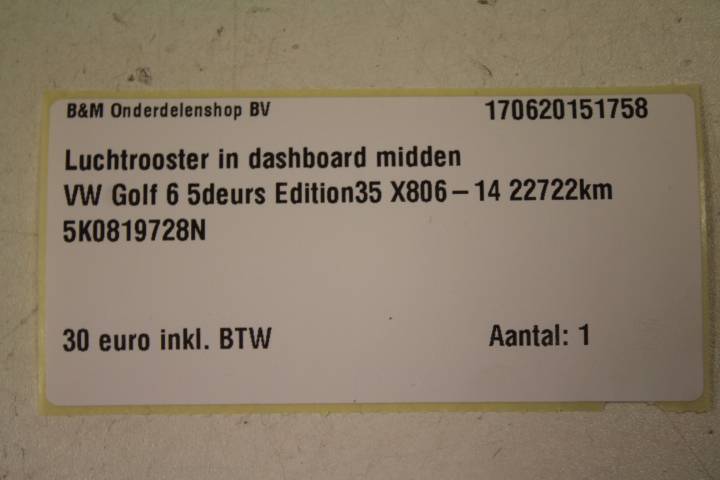 B&M Onderdelenshop BV 170620151758
Luchtrooster in dashboard midden
VW Golf 6 5deurs Edition35 X806-14 22722km
5K0819728N
30 euro inkl. BTW Aantal: 1